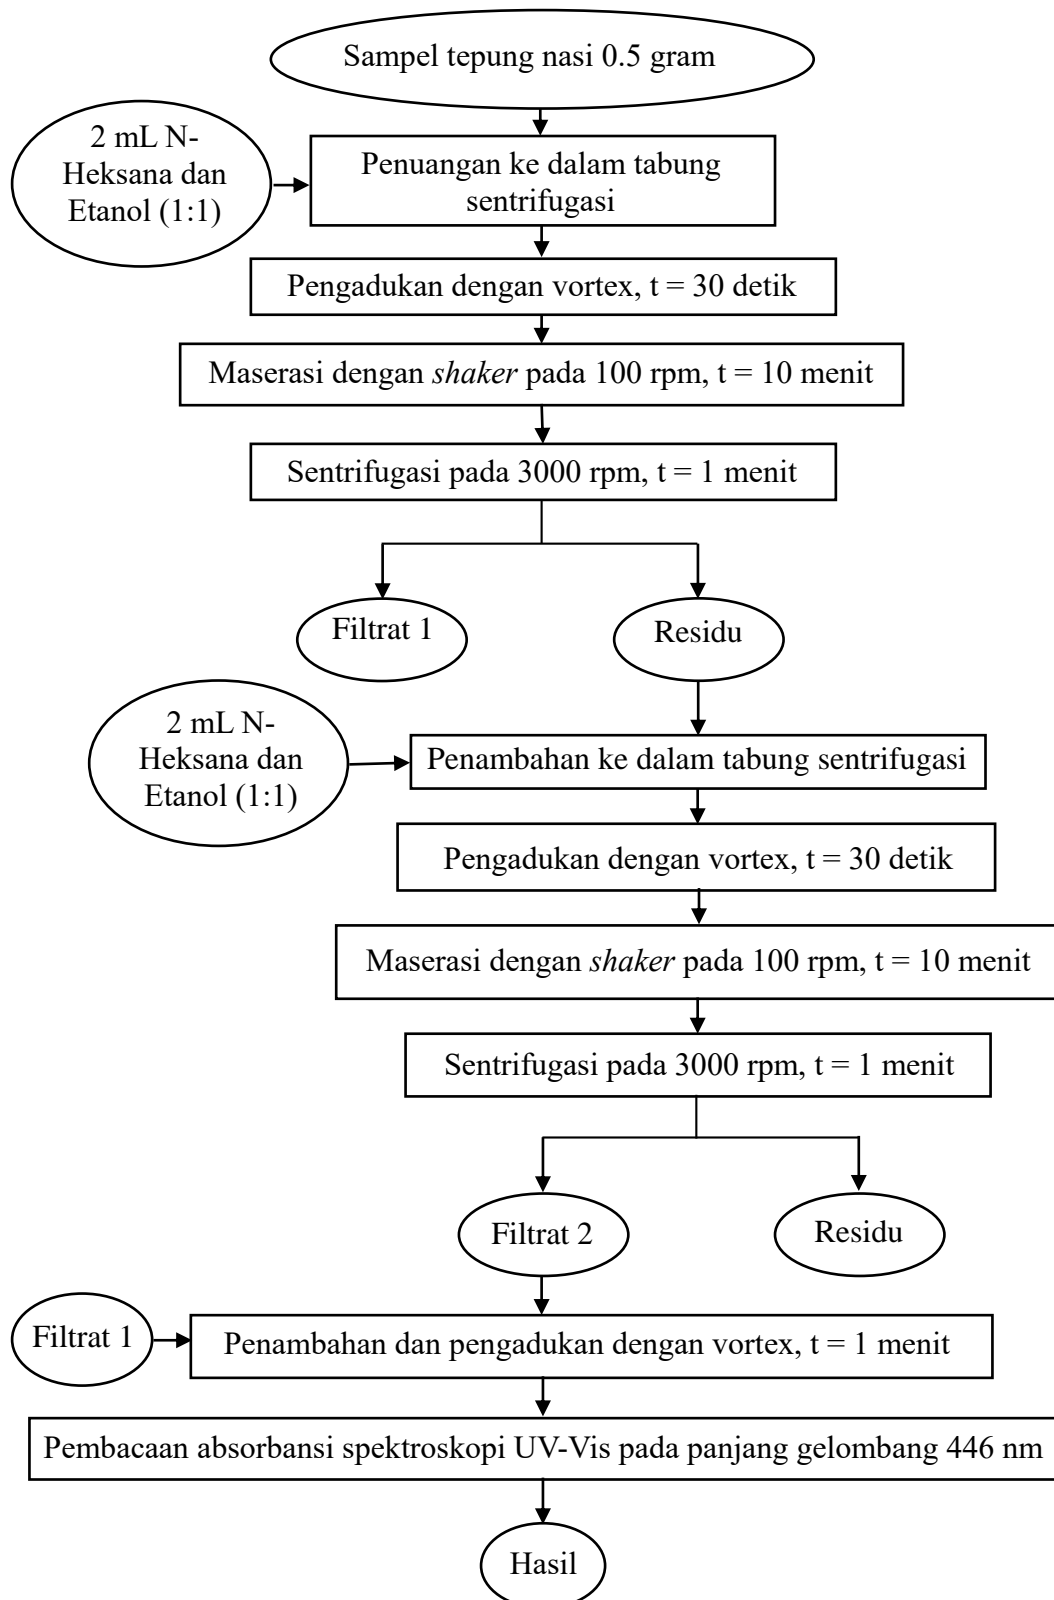 Sampel tepung nasi 0.5 gram
2 mL N-
Heksana dan
Etanol (1:1)
Penuangan ke dalam tabung
sentrifugasi
Pengadukan dengan vortex, t = 30 detik
Maserasi dengan shaker pada 100 rpm, t = 10 menit
Sentrifugasi pada 3000 rpm, t = 1 menit
Filtrat 1
Residu
2 mL N-
Heksana dan
Etanol (1:1)
Penambahan ke dalam tabung sentrifugasi
Pengadukan dengan vortex, t = 30 detik
Maserasi dengan shaker pada 100 rpm, t = 10 menit
Sentrifugasi pada 3000 rpm, t = 1 menit
Filtrat 2
Residu
Filtrat 1
Penambahan dan pengadukan dengan vortex, t = 1 menit
Pembacaan absorbansi spektroskopi UV-Vis pada panjang gelombang 446 nm
Hasil